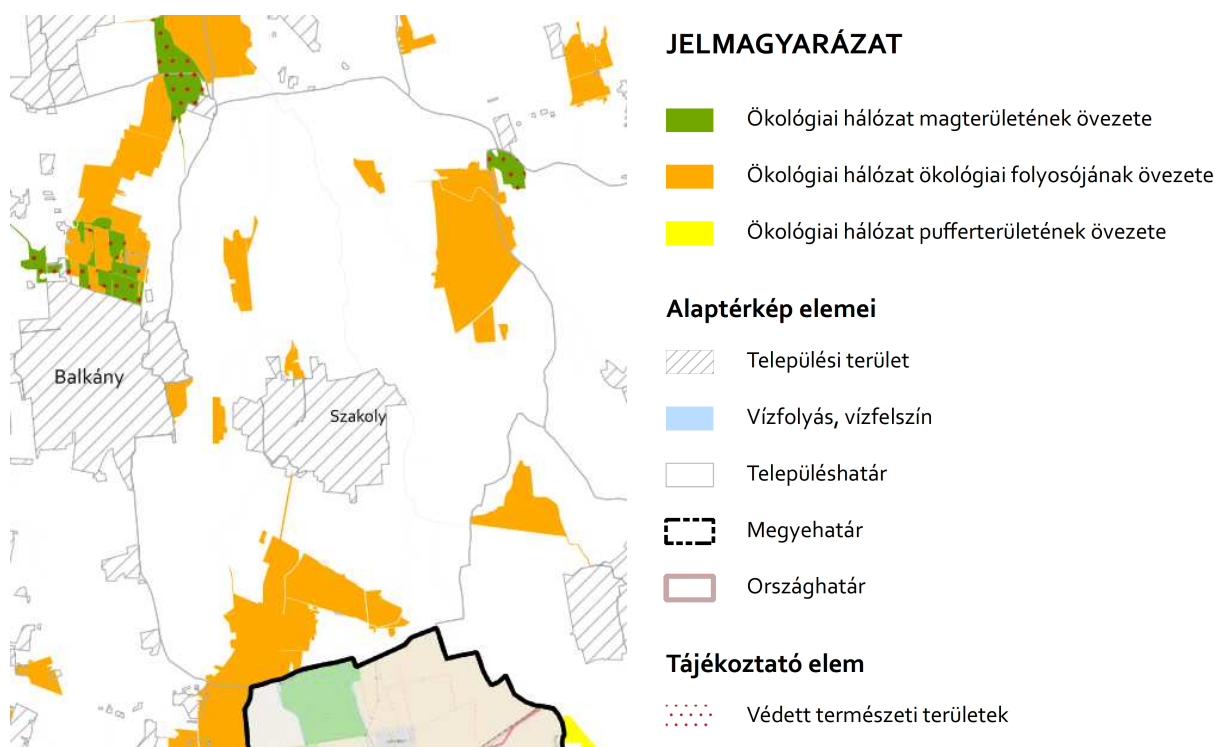 JELMAGYARÁZAT
Ökológiai hálózat magterületének övezete
Ökológiai hálózat ökológiai folyosójának övezete
Ökológiai hálózat pufferterületének övezete
Alaptérkép elemei
Települési terület
Vízfolyás, vízfelszín
Településhatár
Megyehatár
Országhatár
Tájékoztató elem
Védett természeti területek
Balkány
Szakoly